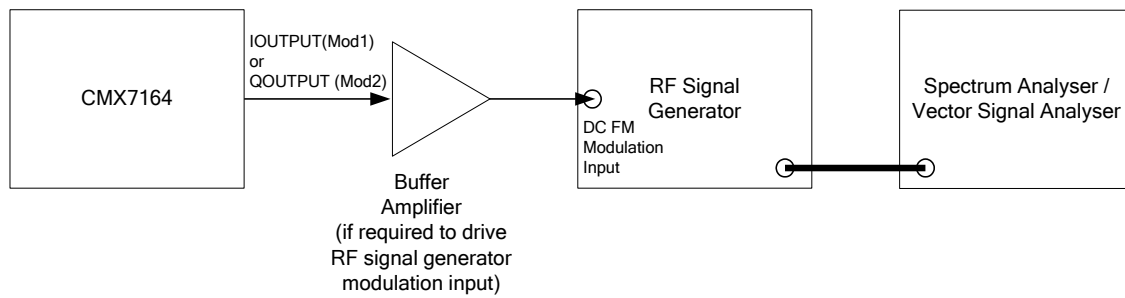 CMX7164
IOUTPUT(Mod1)
or
QOUTPUT (Mod2)
Buffer
Amplifier
(if required to drive
RF signal generator
modulation input)
RF Signal
Generator
DC FM
Modulation
Input
Spectrum Analyser /
Vector Signal Analyser